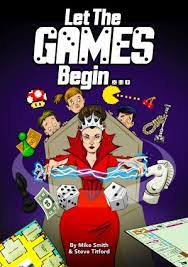 Let The
GAMES
Begin...
By Mike Smith
& Steve Titford